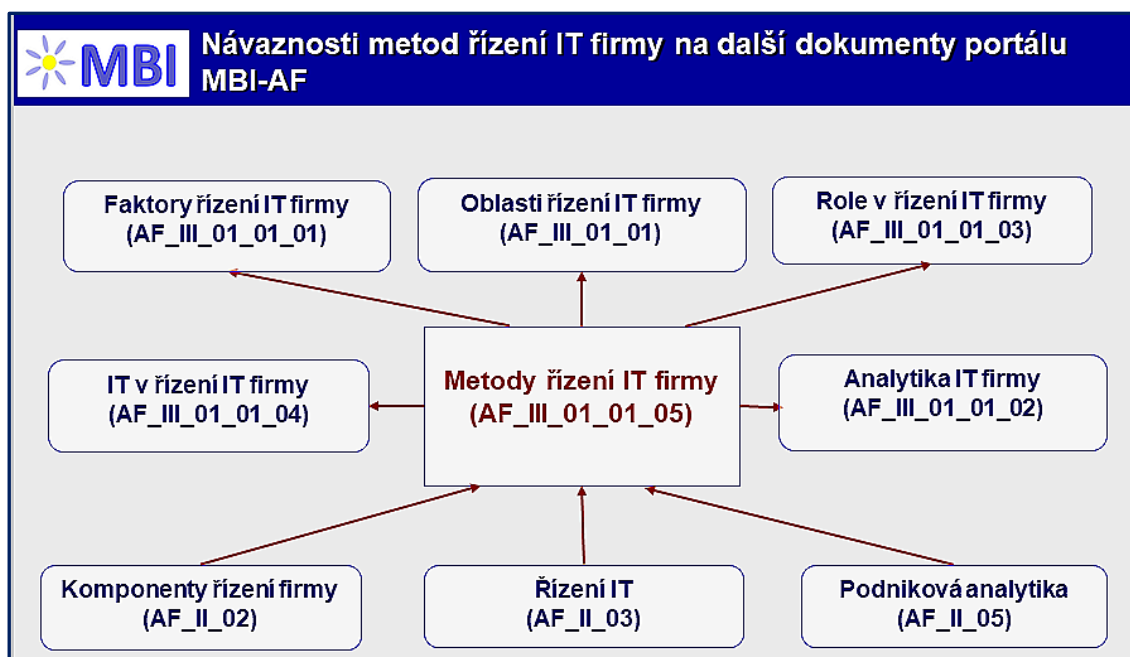 MBI
Návaznosti metod řízení IT firmy na další dokumenty portálu
MBI-AF
Faktory řízení IT firmy
(AF_III_01_01_01)
Oblasti řízení IT firmy
(AF_III_01_01)
Role v řízení IT firmy
(AF_III_01_01_03)
IT v řízení IT firmy
(AF_III_01_01_04)
Metody řízení IT firmy
(AF_III_01_01_05)
Analytika IT firmy
(AF_III_01_01_02)
Komponenty řízení firmy
(AF_II_02)
Řízení IT
(AF_II_03)
Podniková analytika
(AF_II_05)